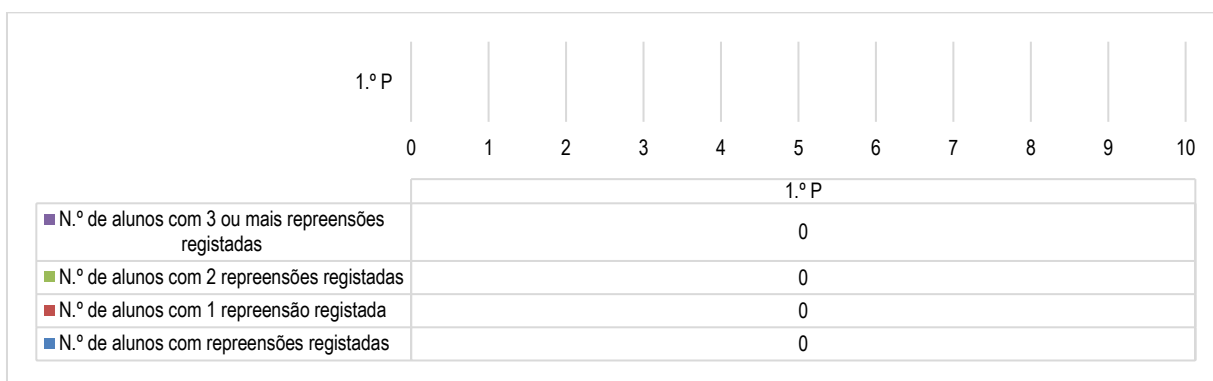 1.º P
0 1 2 3 4 5 6 7 8 9 10
1.º P
N.º de alunos com 3 ou mais repreensões
registadas
0
N.º de alunos com 2 repreensões registadas 0
N.º de alunos com 1 repreensão registada 0
N.º de alunos com repreensões registadas 0